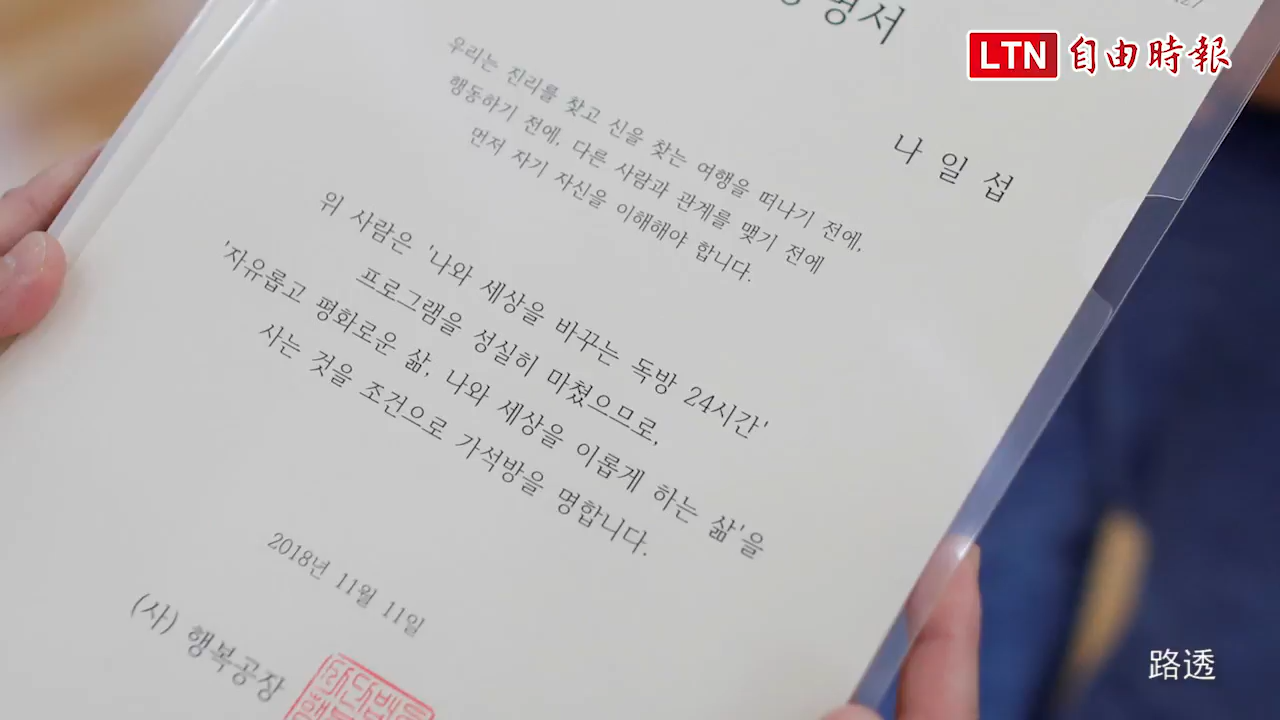 LTN 自由時報
나 일 섭
우리는 진리를 찾고 신을 찾는 여행을 떠나기 전에,
행동하기 전에, 다른 사람과 관계를 맺기 전에
먼저 자기 자신을 이해해야 합니다.
위 사람은 '나와 세상을 바꾸는 독방 24시간'
프로그램을 성실히 마쳤으므로,
'자유롭고 평화로운 삶, 나와 세상을 이롭게 하는 삶'을
사는 것을 조건으로 가석방을 명합니다.
2018년 11월 11일
(사) 행복공장
路透